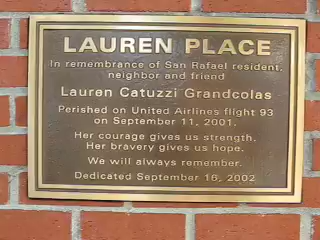 LAUREN PLACE
In remembrance of San Rafael resident,
neighbor and friend
Lauren Catuzzi Grandcolas
Perished on United Airlines flight 93
on September 11, 2001.
Her courage gives us strength.
Her bravery gives us hope.
We will always remember.
Dedicated September 16, 2002